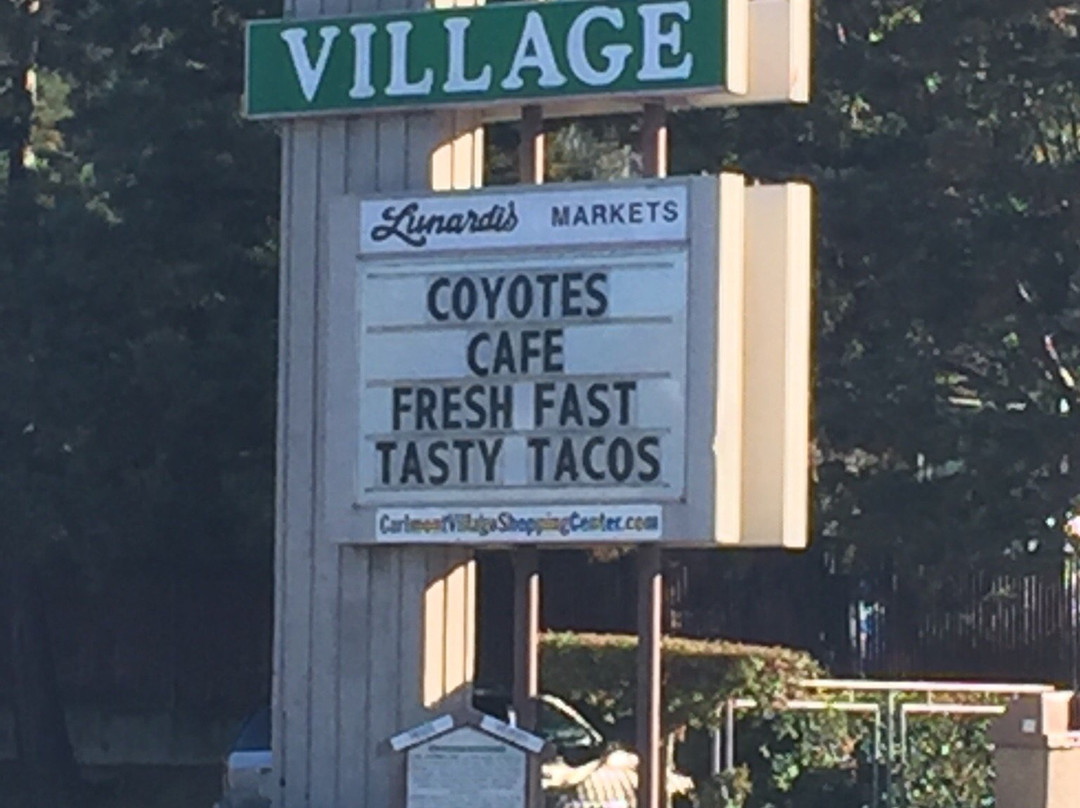 VILLAGE
Lunardi's MARKETS
COYOTES
CAFE
FRESH FAST
TASTY TACOS
CarlmontVillageShoppingCenter.com